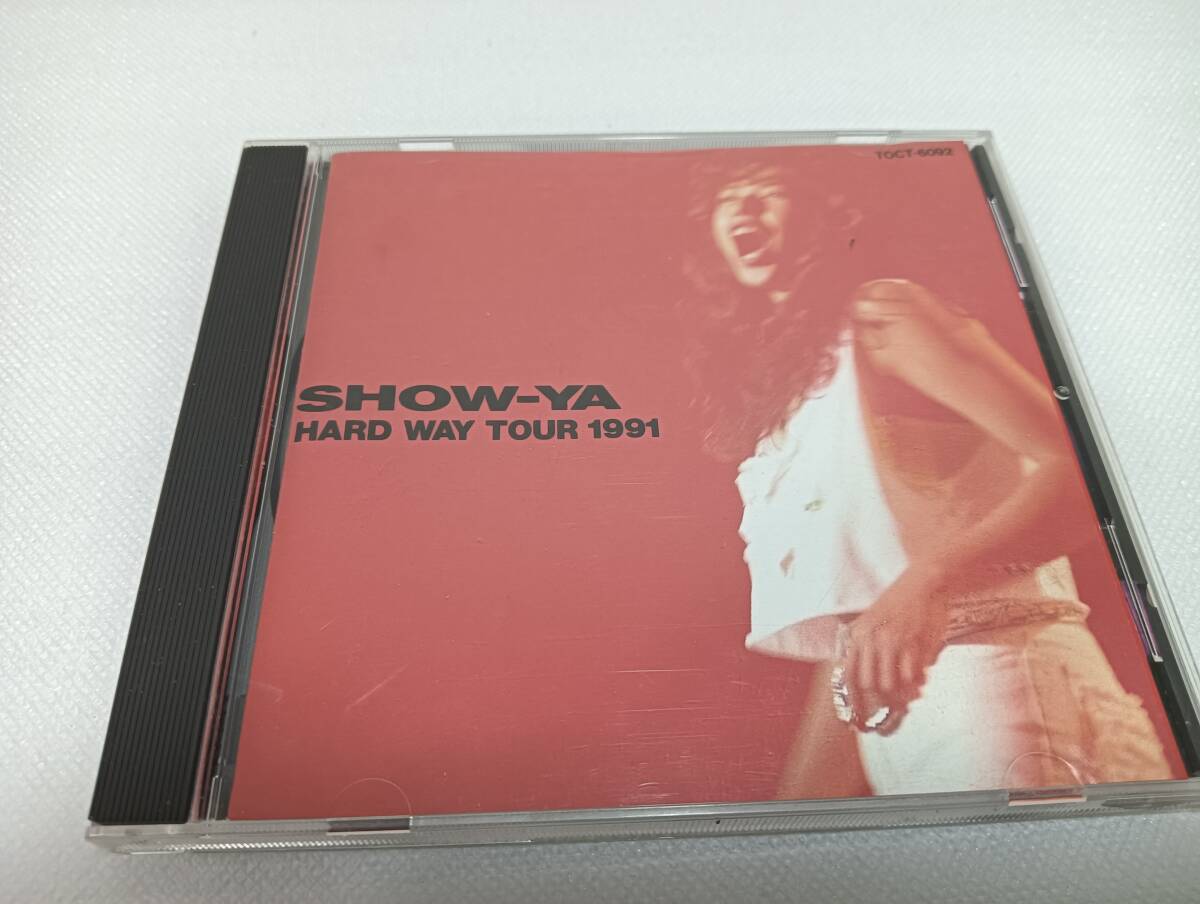 TOCT-6092
SHOW-YA
HARD WAY TOUR 1991